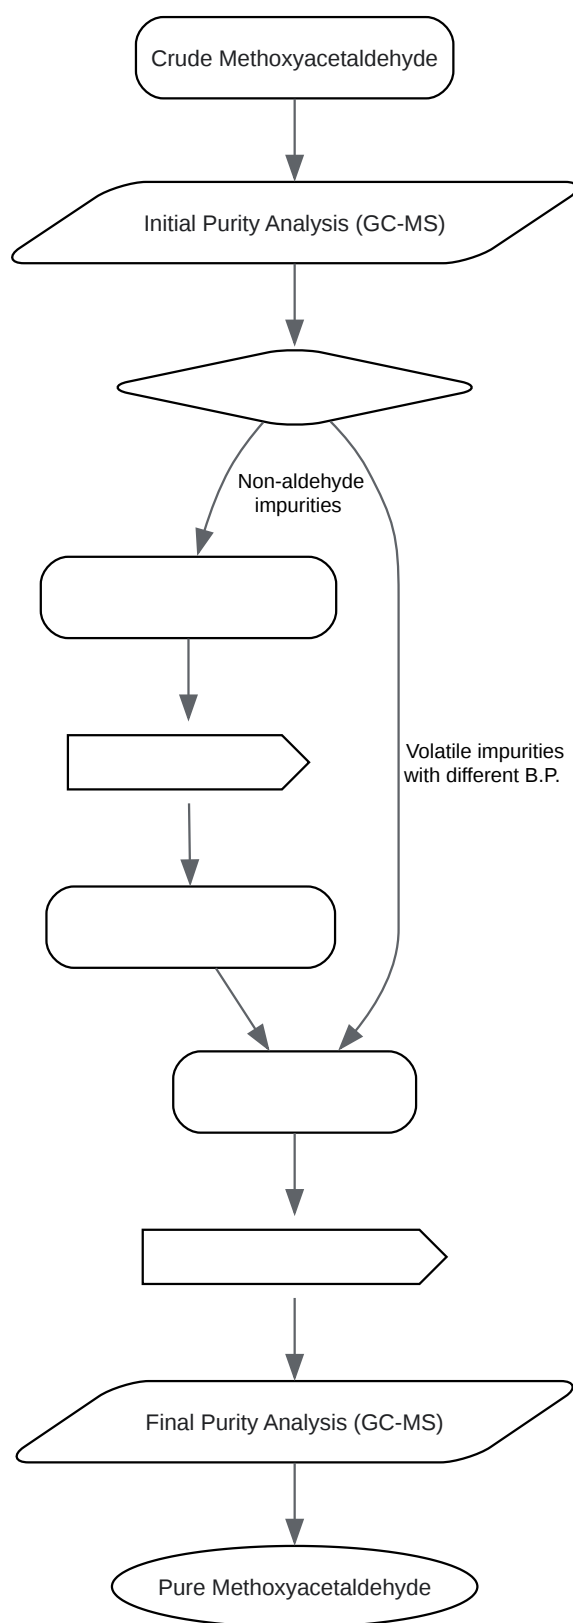 Crude Methoxyacetaldehyde
Initial Purity Analysis (GC-MS)
Non-aldehyde
impurities
Volatile impurities
with different B.P.
Final Purity Analysis (GC-MS)
Pure Methoxyacetaldehyde